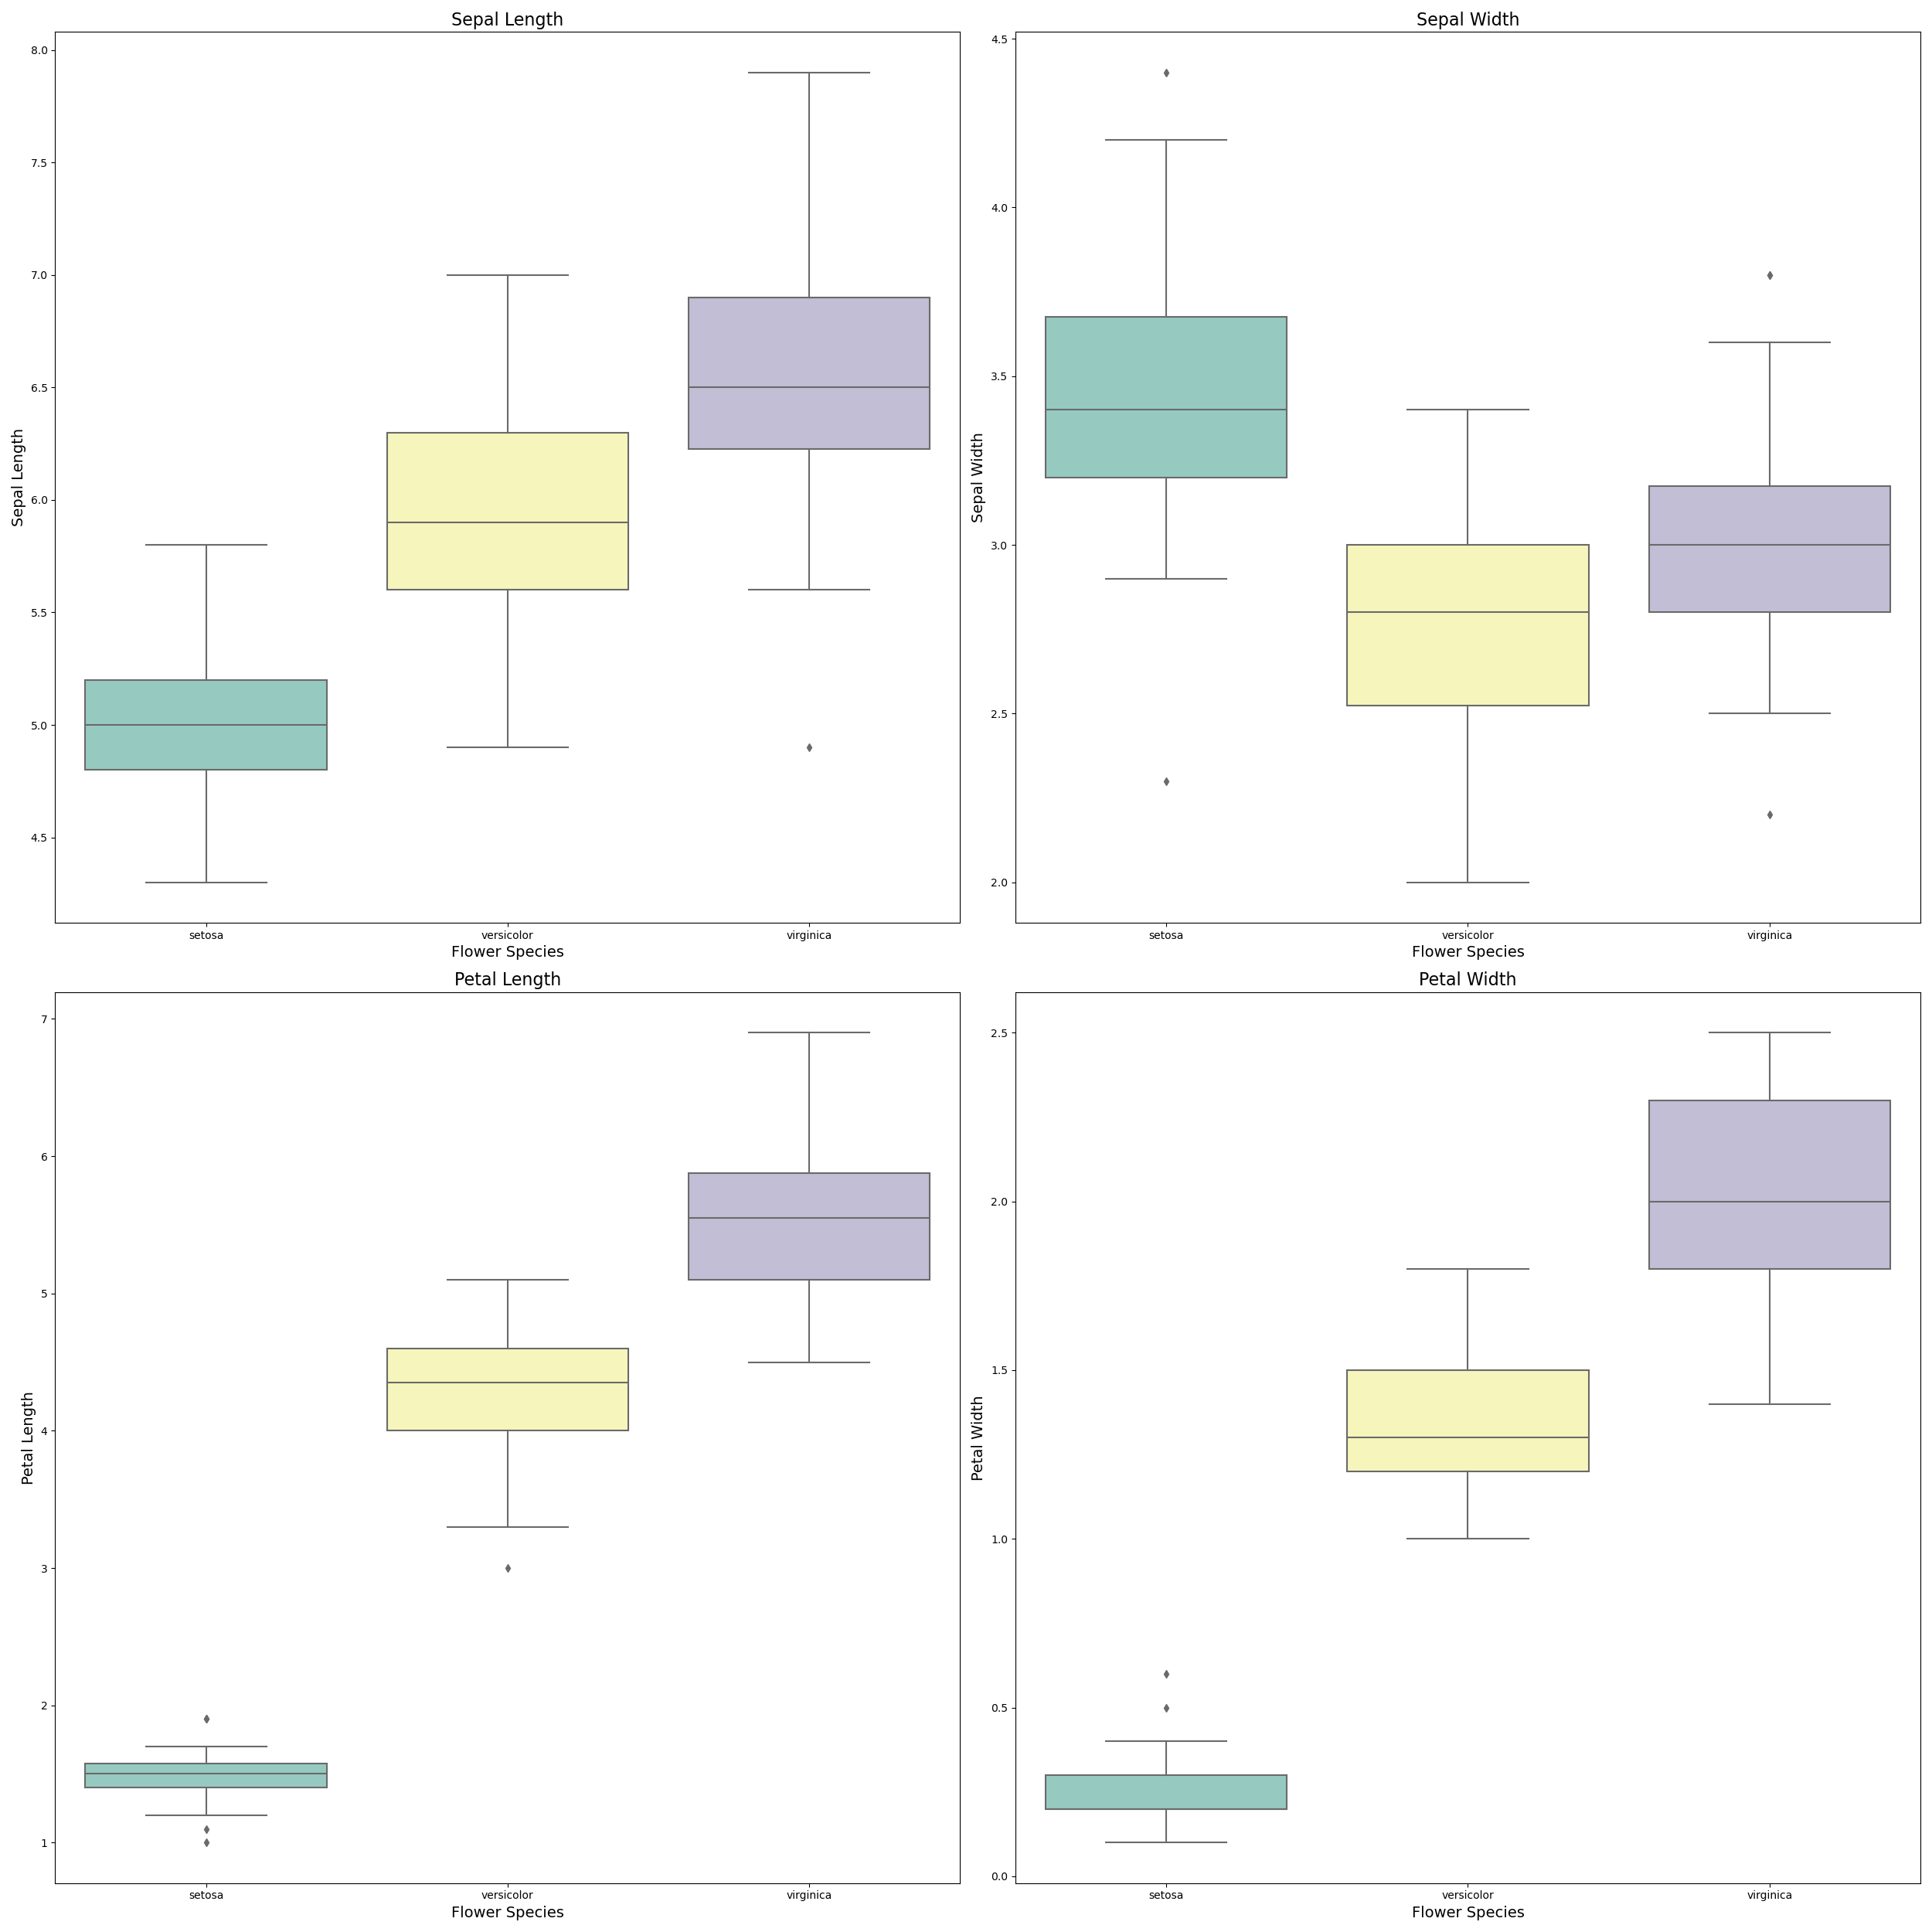 Sepal Length
Sepal Length
8.0
7.5
7.0
6.5
6.0
5.5
5.0
4.5
setosa
versicolor
virginica
Flower Species
Sepal Width
Sepal Width
4.5
4.0
3.5
3.0
2.5
2.0
setosa
versicolor
virginica
Flower Species
Petal Length
Petal Length
7
6
5
4
3
2
1
setosa
versicolor
virginica
Flower Species
Petal Width
Petal Width
2.5
2.0
1.5
1.0
0.5
0.0
setosa
versicolor
virginica
Flower Species